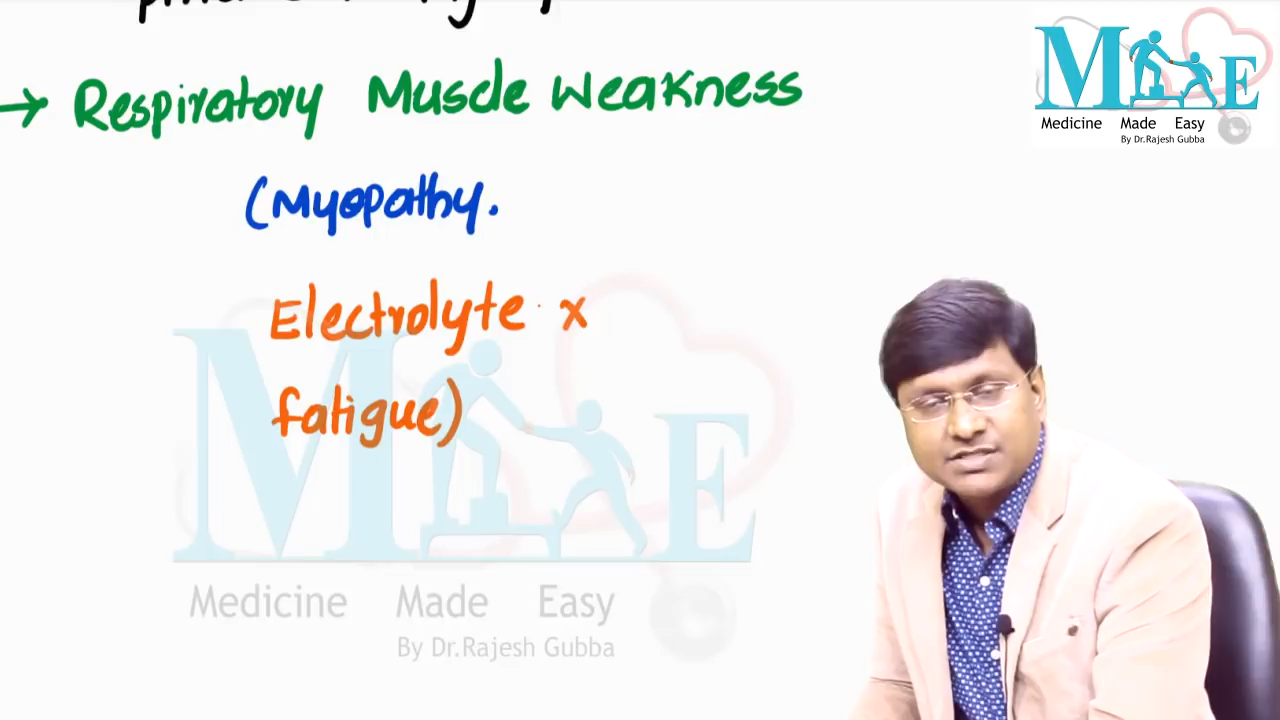 → Respiratory Muscle Weakness
(Myopathy.
Electrolyte x
fatigue)
M E
Medicine Made Easy
By Dr.Rajesh Gubba
M E
Medicine Made Easy
By Dr.Rajesh Gubba